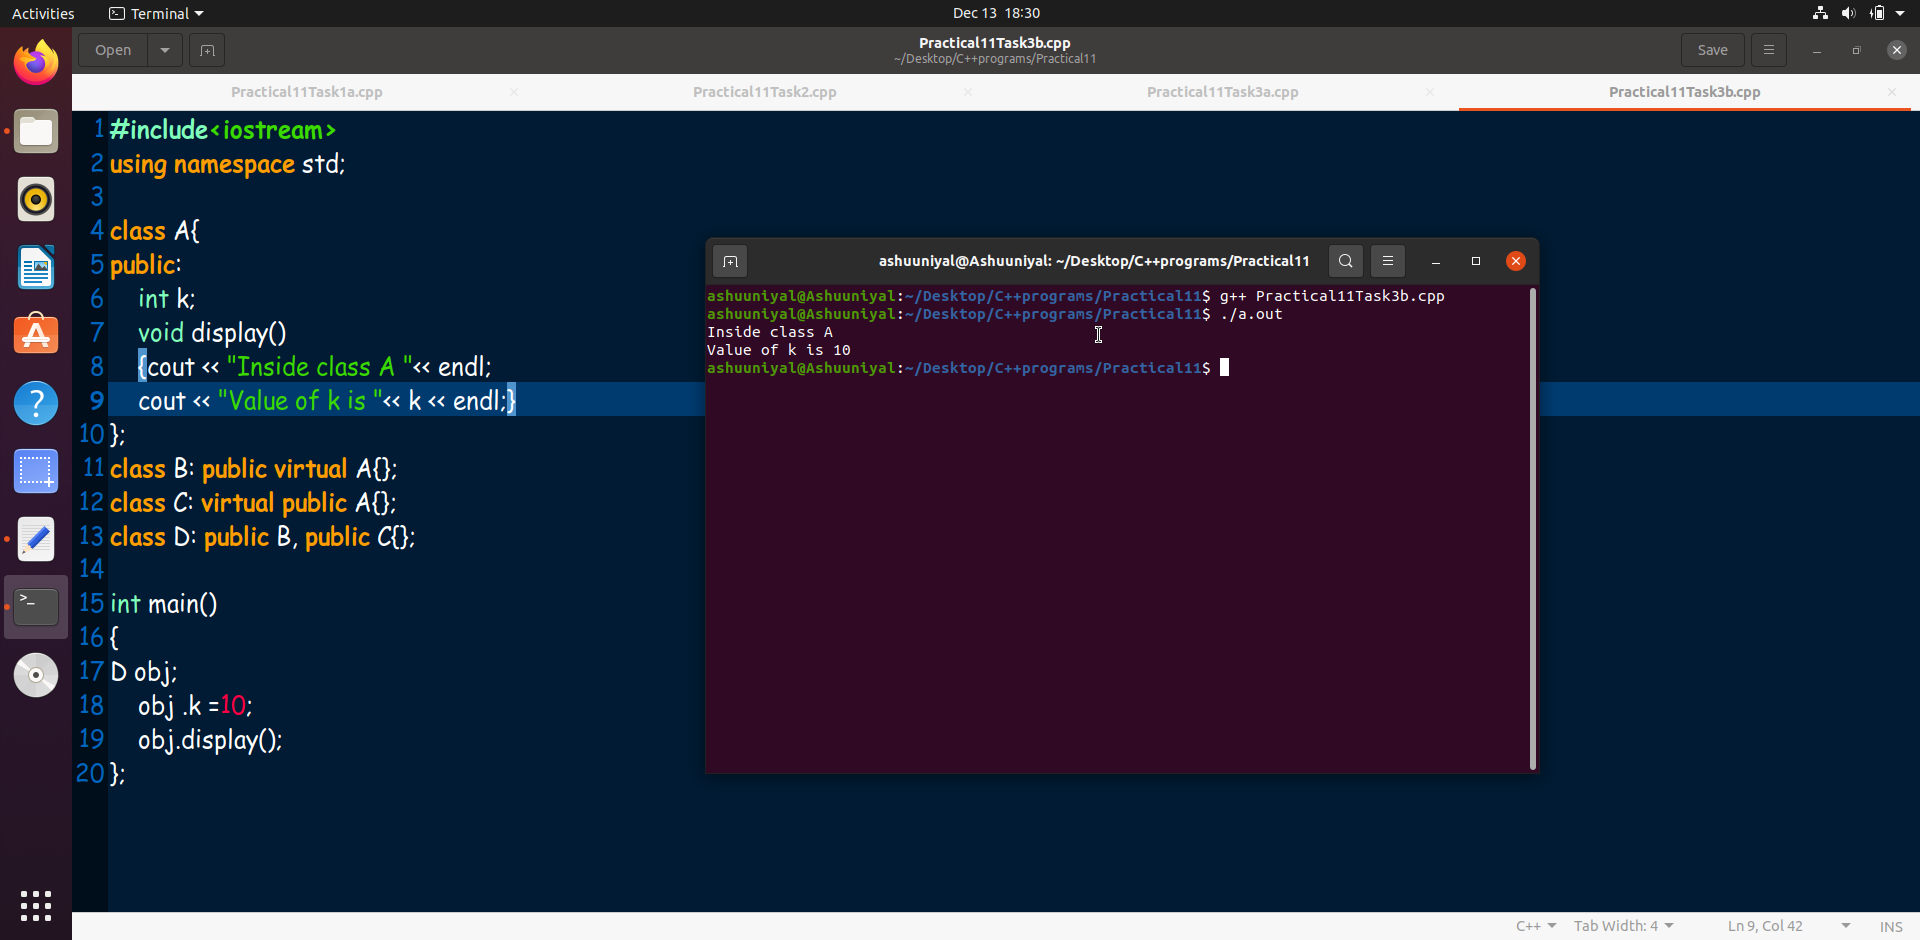 Activities
Terminal
Dec 13 18:30
Open
Practical11Task3b.cpp
~/Desktop/C++programs/Practical11
Save
Practical11Task1a.cpp
Practical11Task2.cpp
Practical11Task3a.cpp
Practical11Task3b.cpp
1 #include<iostream>
2 using namespace std;
3
4 class A{
5 public:
6 int k;
7 void display()
8 {cout << "Inside class A "<< endl;
9 cout << "Value of k is "<< k << endl;}
10 };
11 class B: public virtual A{};
12 class C: virtual public A{};
13 class D: public B, public C{};
14
15 int main()
16 {
17 D obj;
18 obj .k =10;
19 obj.display();
20 };
ashuuniyal@Ashuuniyal: ~/Desktop/C++programs/Practical11
ashuuniyal@Ashuuniyal:~/Desktop/C++programs/Practical11$ g++ Practical11Task3b.cpp
ashuuniyal@Ashuuniyal:~/Desktop/C++programs/Practical11$ ./a.out
Inside class A
Value of k is 10
ashuuniyal@Ashuuniyal:~/Desktop/C++programs/Practical11$
C++
Tab Width: 4
Ln 9, Col 42
INS